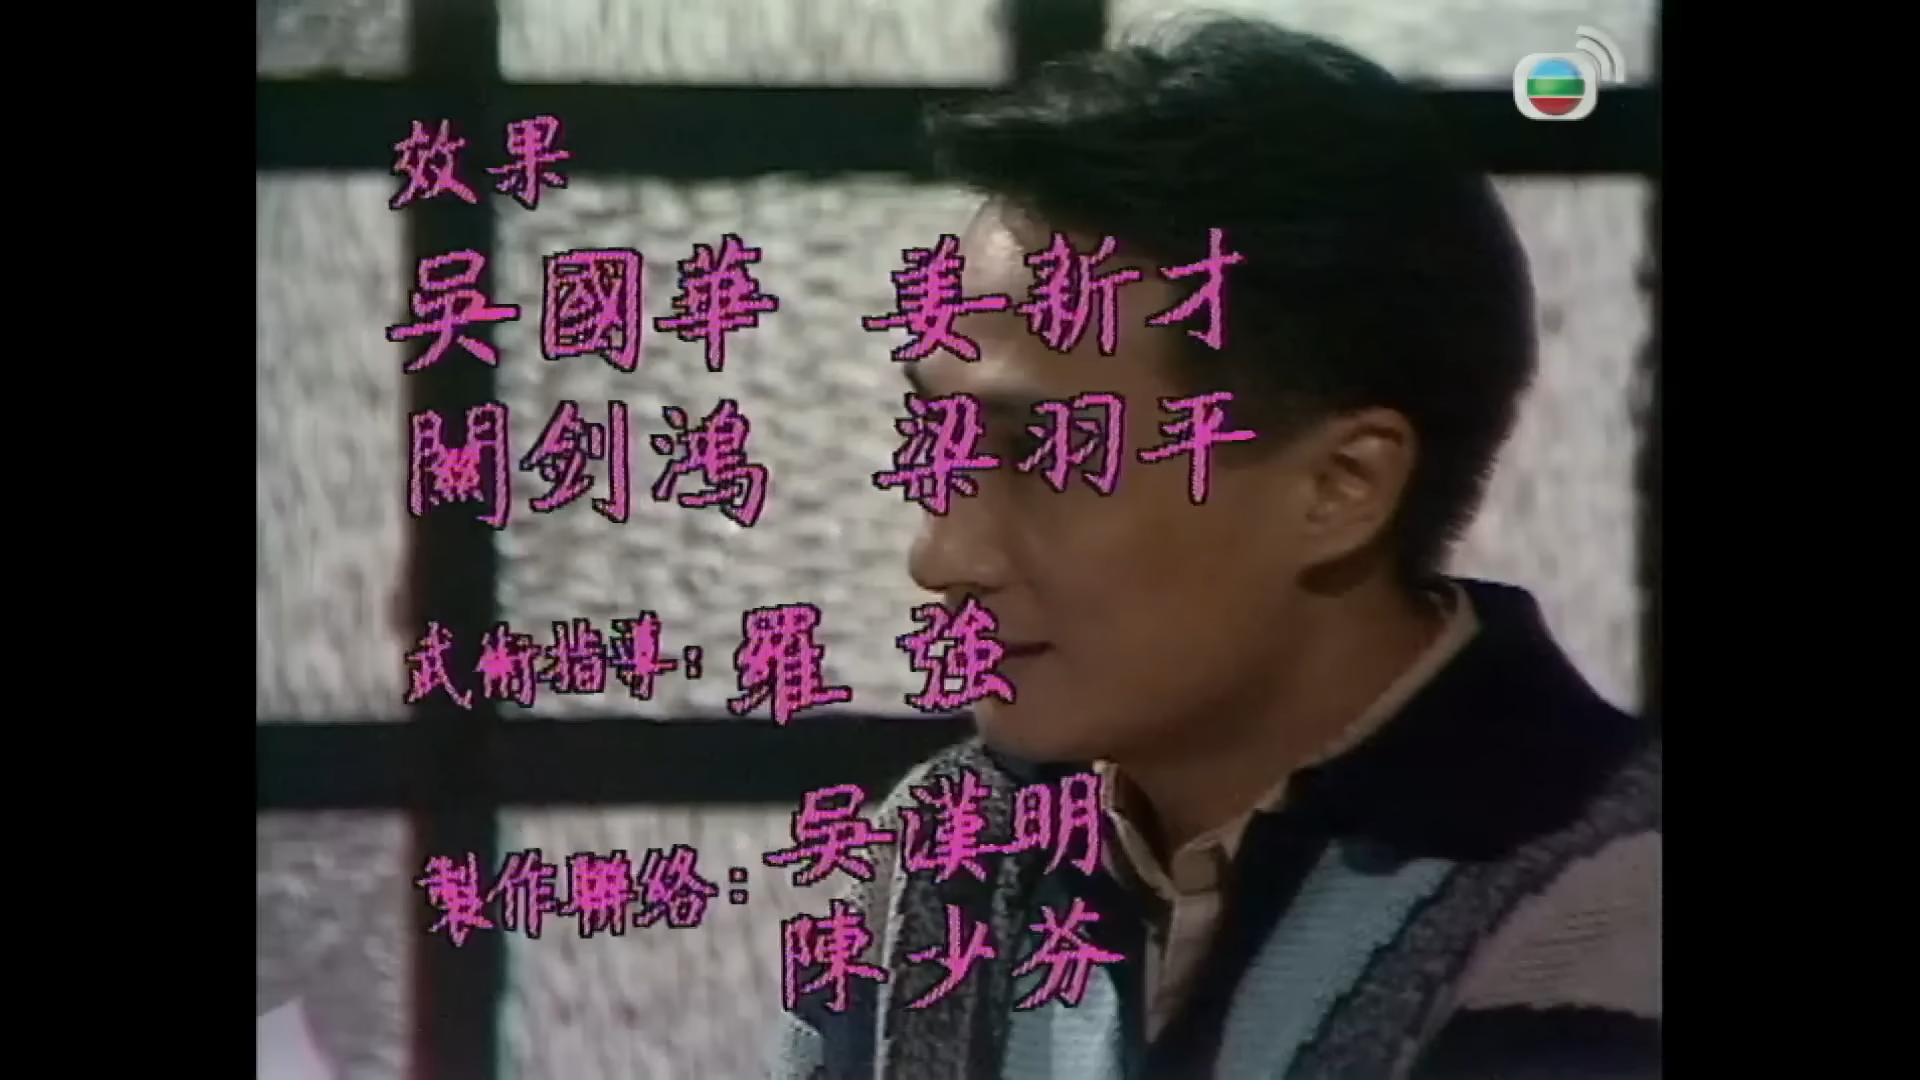 效果
吳國華 姜新才
關劍鴻 梁羽平
武術指導：羅強
製作聯絡：吳漢明
陳少芬